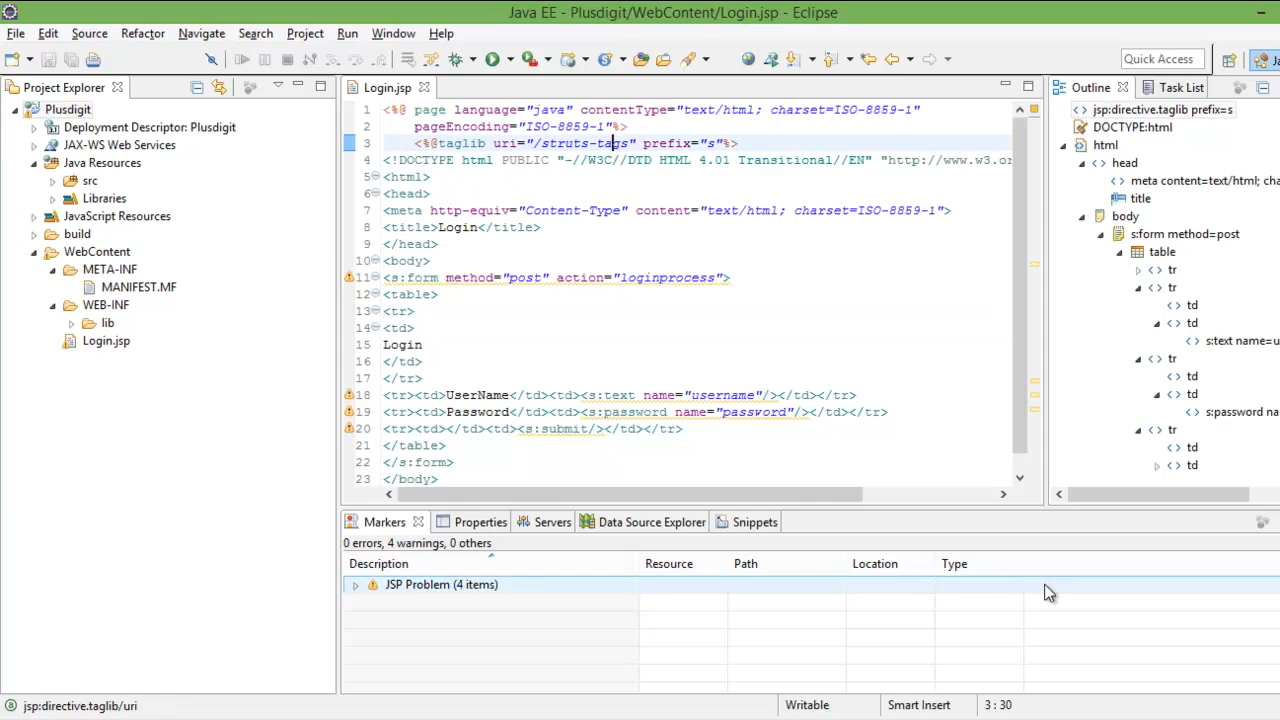 Java EE - Plusdigit/WebContent/Login.jsp - Eclipse
File Edit Source Refactor Navigate Search Project Run Window Help
Quick Access
Project Explorer
Plusdigit
Deployment Descriptor: Plusdigit
JAX-WS Web Services
Java Resources
src
Libraries
JavaScript Resources
build
WebContent
META-INF
MANIFEST.MF
WEB-INF
lib
Login.jsp
Login.jsp
1 <%@ page language="java" contentType="text/html; charset=ISO-8859-1"
2 pageEncoding="ISO-8859-1"%>
3 <%@taglib uri="/struts-tags" prefix="s"%>
4 <!DOCTYPE html PUBLIC "-//W3C//DTD HTML 4.01 Transitional//EN" "http://www.w3.or
5 <html>
6 <head>
7 <meta http-equiv="Content-Type" content="text/html; charset=ISO-8859-1">
8 <title>Login</title>
9 </head>
10 <body>
11 <s:form method="post" action="loginprocess">
12 <table>
13 <tr>
14 <td>
15 Login
16 </td>
17 </tr>
18 <tr><td>UserName</td><td><s:text name="username"/></td></tr>
19 <tr><td>Password</td><td><s:password name="password"/></td></tr>
20 <tr><td></td><td><s:submit/></td></tr>
21 </table>
22 </s:form>
23 </body>
Outline Task List
jsp:directive.taglib prefix=s
DOCTYPE:html
html
head
meta content=text/html; cha
title
body
s:form method=post
table
tr
tr
td
td
s:text name=u
tr
td
td
s:password na
tr
td
td
Markers Properties Servers Data Source Explorer Snippets
0 errors, 4 warnings, 0 others
Description Resource Path Location Type
JSP Problem (4 items)
jsp:directive.taglib/uri Writable Smart Insert 3 : 30